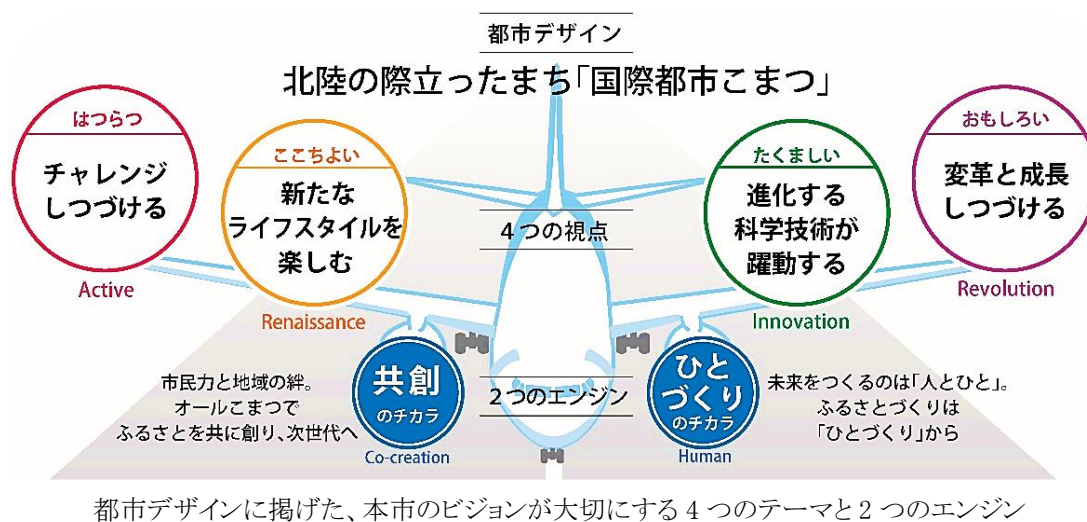 都市デザイン
北陸の際立ったまち「国際都市こまつ」
はつらつ
チャレンジ
しつづける
Active
ここちよい
新たな
ライフスタイルを
楽しむ
Renaissance
4つの視点
たくましい
進化する
科学技術が
躍動する
Innovation
おもしろい
変革と成長
しつづける
Revolution
市民力と地域の絆。
オールこまつで
ふるさとを共に創り、次世代へ
共創
のチカラ
Co-creation
2つのエンジン
ひと
づくり
のチカラ
Human
未来をつくるのは「人とひと」。
ふるさとづくりは
「ひとづくり」から
都市デザインに掲げた、本市のビジョンが大切にする4つのテーマと2つのエンジン